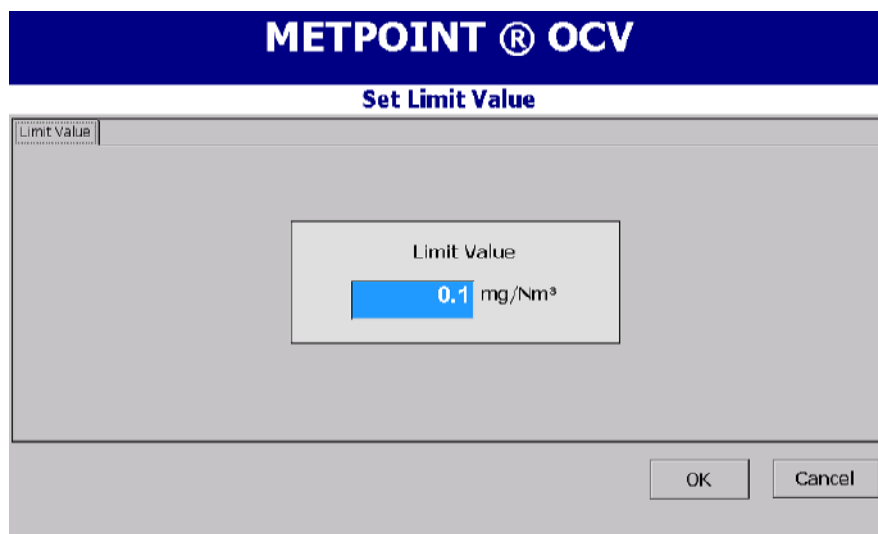 METPOINT ® OCV
Set Limit Value
Limit Value
Limit Value
0.1 mg/Nm³
OK Cancel